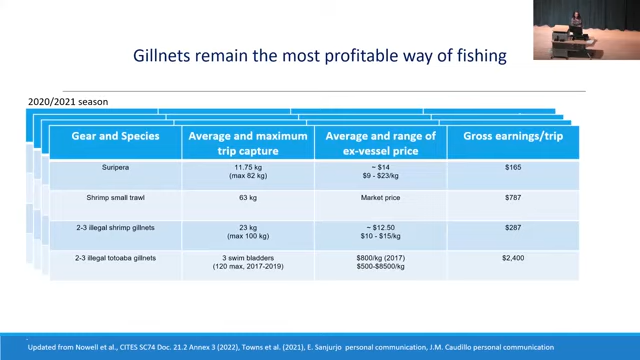 Gillnets remain the most profitable way of fishing
2020/2021 season
Gear and Species
Average and maximum
trip capture
Average and range of
ex-vessel price
Gross earnings/trip
Suripera
11.75 kg
(max 82 kg)
~ $14
$9 - $23/kg
$165
Shrimp small trawl
63 kg
Market price
$787
2-3 illegal shrimp gillnets
23 kg
(max 100 kg)
~ $12.50
$10 - $15/kg
$287
2-3 illegal totoaba gillnets
3 swim bladders
(120 max, 2017-2019)
$800/kg (2017)
$500-$8500/kg
$2,400
Updated from Nowell et al., CITES SC74 Doc. 21.2 Annex 3 (2022), Towns et al. (2021), E. Sanjurjo personal communication, J.M. Caudillo personal communication